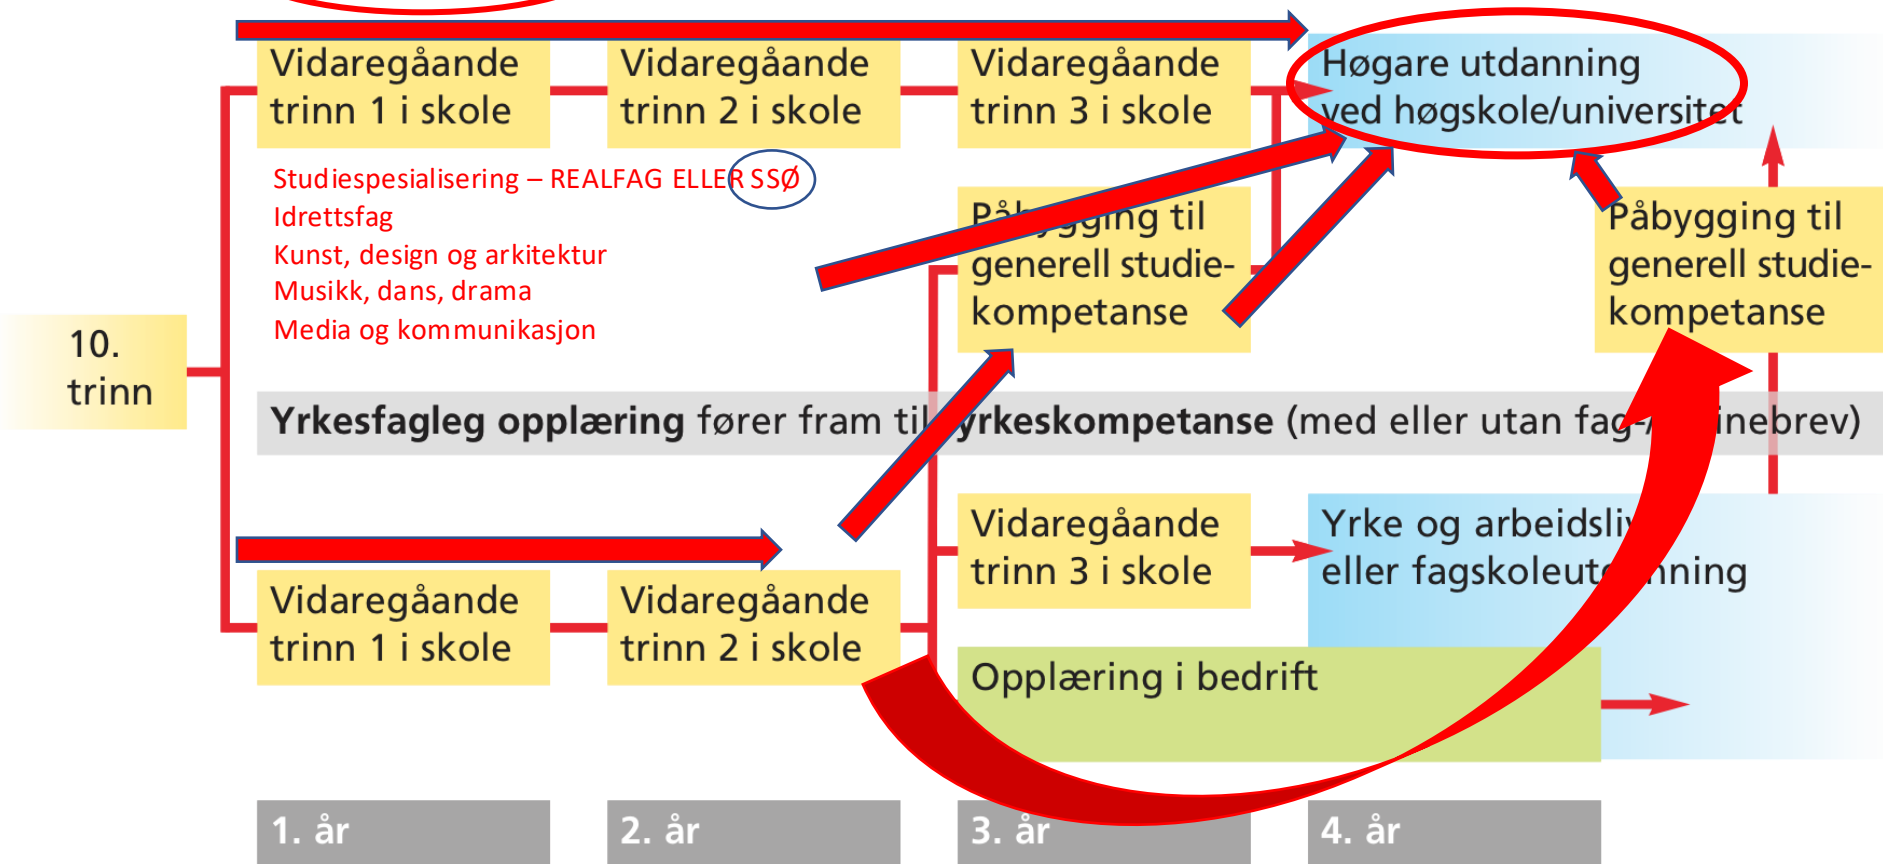 Vidaregåande
trinn 1 i skole
Vidaregåande
trinn 2 i skole
Vidaregåande
trinn 3 i skole
Høgare utdanning
ved høgskole/universitet
Studiespesialisering – REALFAG ELLER SSØ
Idrettsfag
Kunst, design og arkitektur
Musikk, dans, drama
Media og kommunikasjon
Påbygging til
generell studie-
kompetanse
Påbygging til
generell studie-
kompetanse
10.
trinn
Yrkesfagleg opplæring fører fram til yrkeskompetanse (med eller utan fag-/ inebrev)
Vidaregåande
trinn 3 i skole
Yrke og arbeidsliv
eller fagskoleutdanning
Vidaregåande
trinn 1 i skole
Vidaregåande
trinn 2 i skole
Opplæring i bedrift
1. år
2. år
3. år
4. år